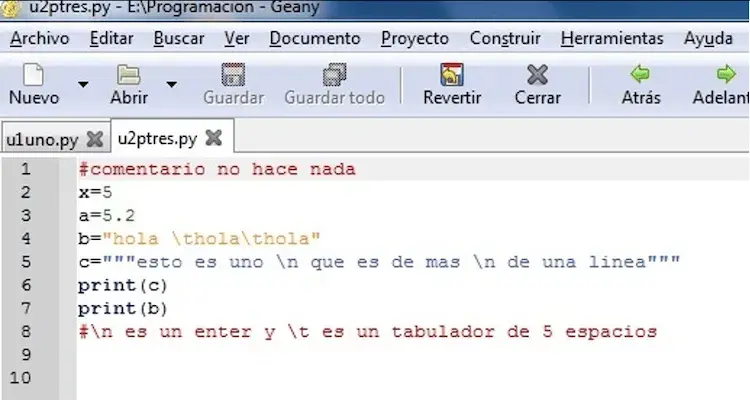 u2ptres.py - E:\Programacion - Geany
Archivo Editar Buscar Ver Documento Proyecto Construir Herramientas Ayuda
Nuevo Abrir Guardar Guardar todo Revertir Cerrar Atrás Adelant
u1uno.py u2ptres.py
1 #comentario no hace nada
2 x=5
3 a=5.2
4 b="hola \thola\thola"
5 c="""esto es uno \n que es de mas \n de una linea"""
6 print(c)
7 print(b)
8 #\n es un enter y \t es un tabulador de 5 espacios
9
10